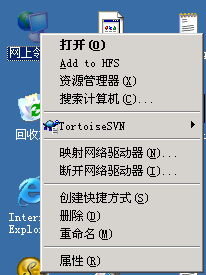 网上邻
打开(O)
Add to HFS
资源管理器(X)
搜索计算机(C)...
回收
TortoiseSVN
映射网络驱动器(N)...
断开网络驱动器(I)...
创建快捷方式(S)
Intern
Explor
删除(D)
重命名(M)
属性(R)